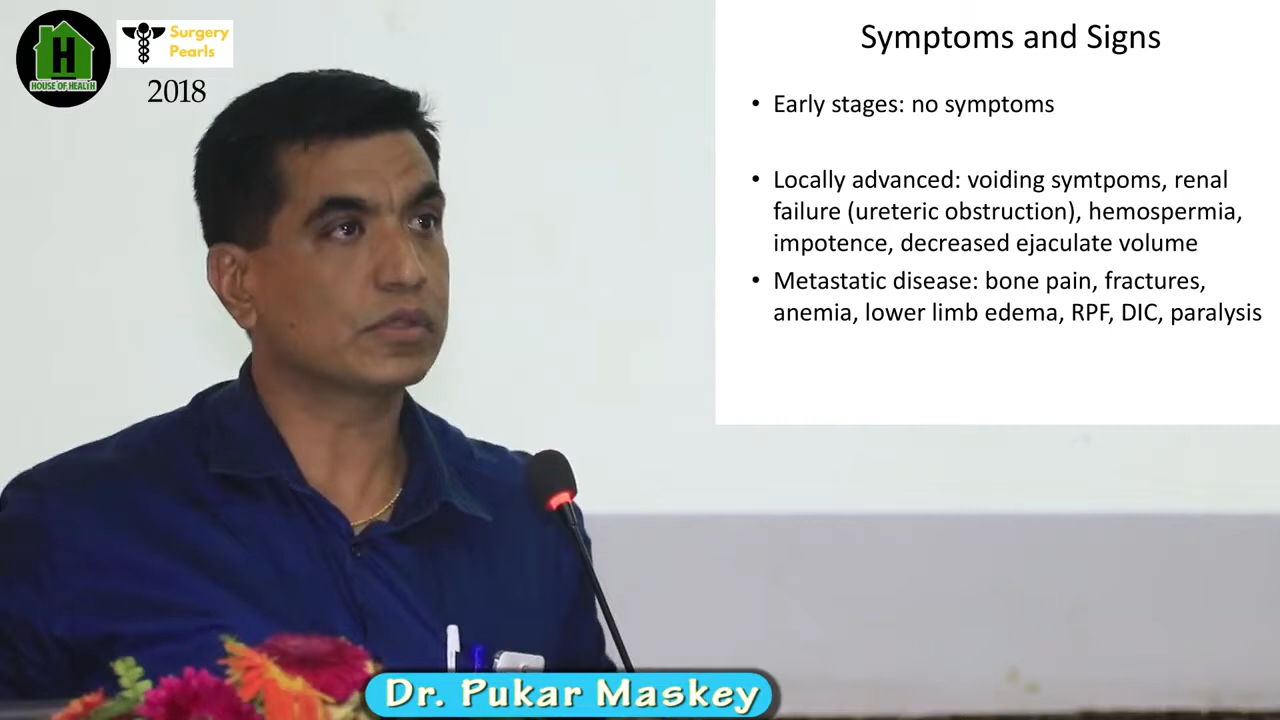 H
HOUSE OF HEALTH
Surgery
Pearls
2018
Symptoms and Signs
• Early stages: no symptoms
• Locally advanced: voiding symtpoms, renal
failure (ureteric obstruction), hemospermia,
impotence, decreased ejaculate volume
• Metastatic disease: bone pain, fractures,
anemia, lower limb edema, RPF, DIC, paralysis
Dr. Pukar Maskey